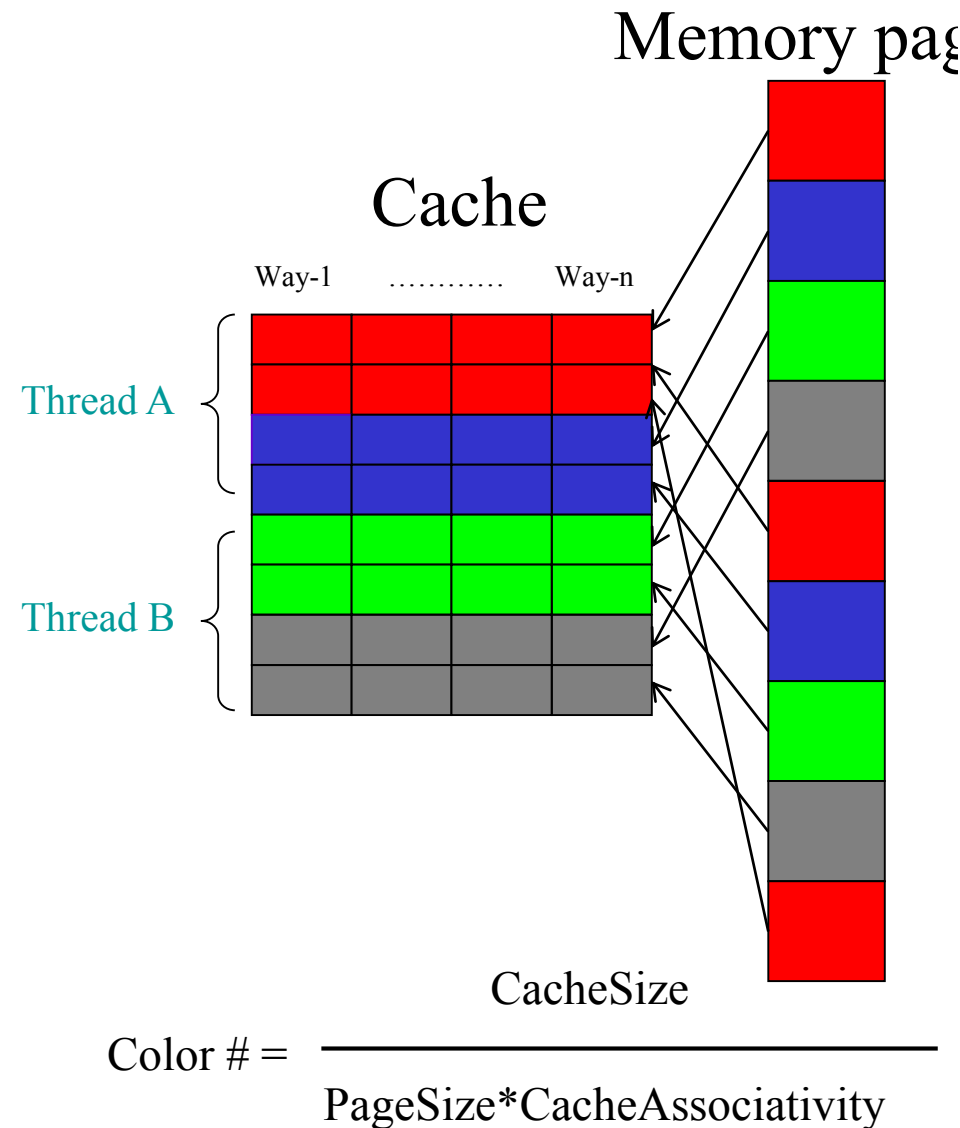 Memory pag
Cache
Way-1 ………… Way-n
Thread A
Thread B
CacheSize
Color # =
PageSize*CacheAssociativity